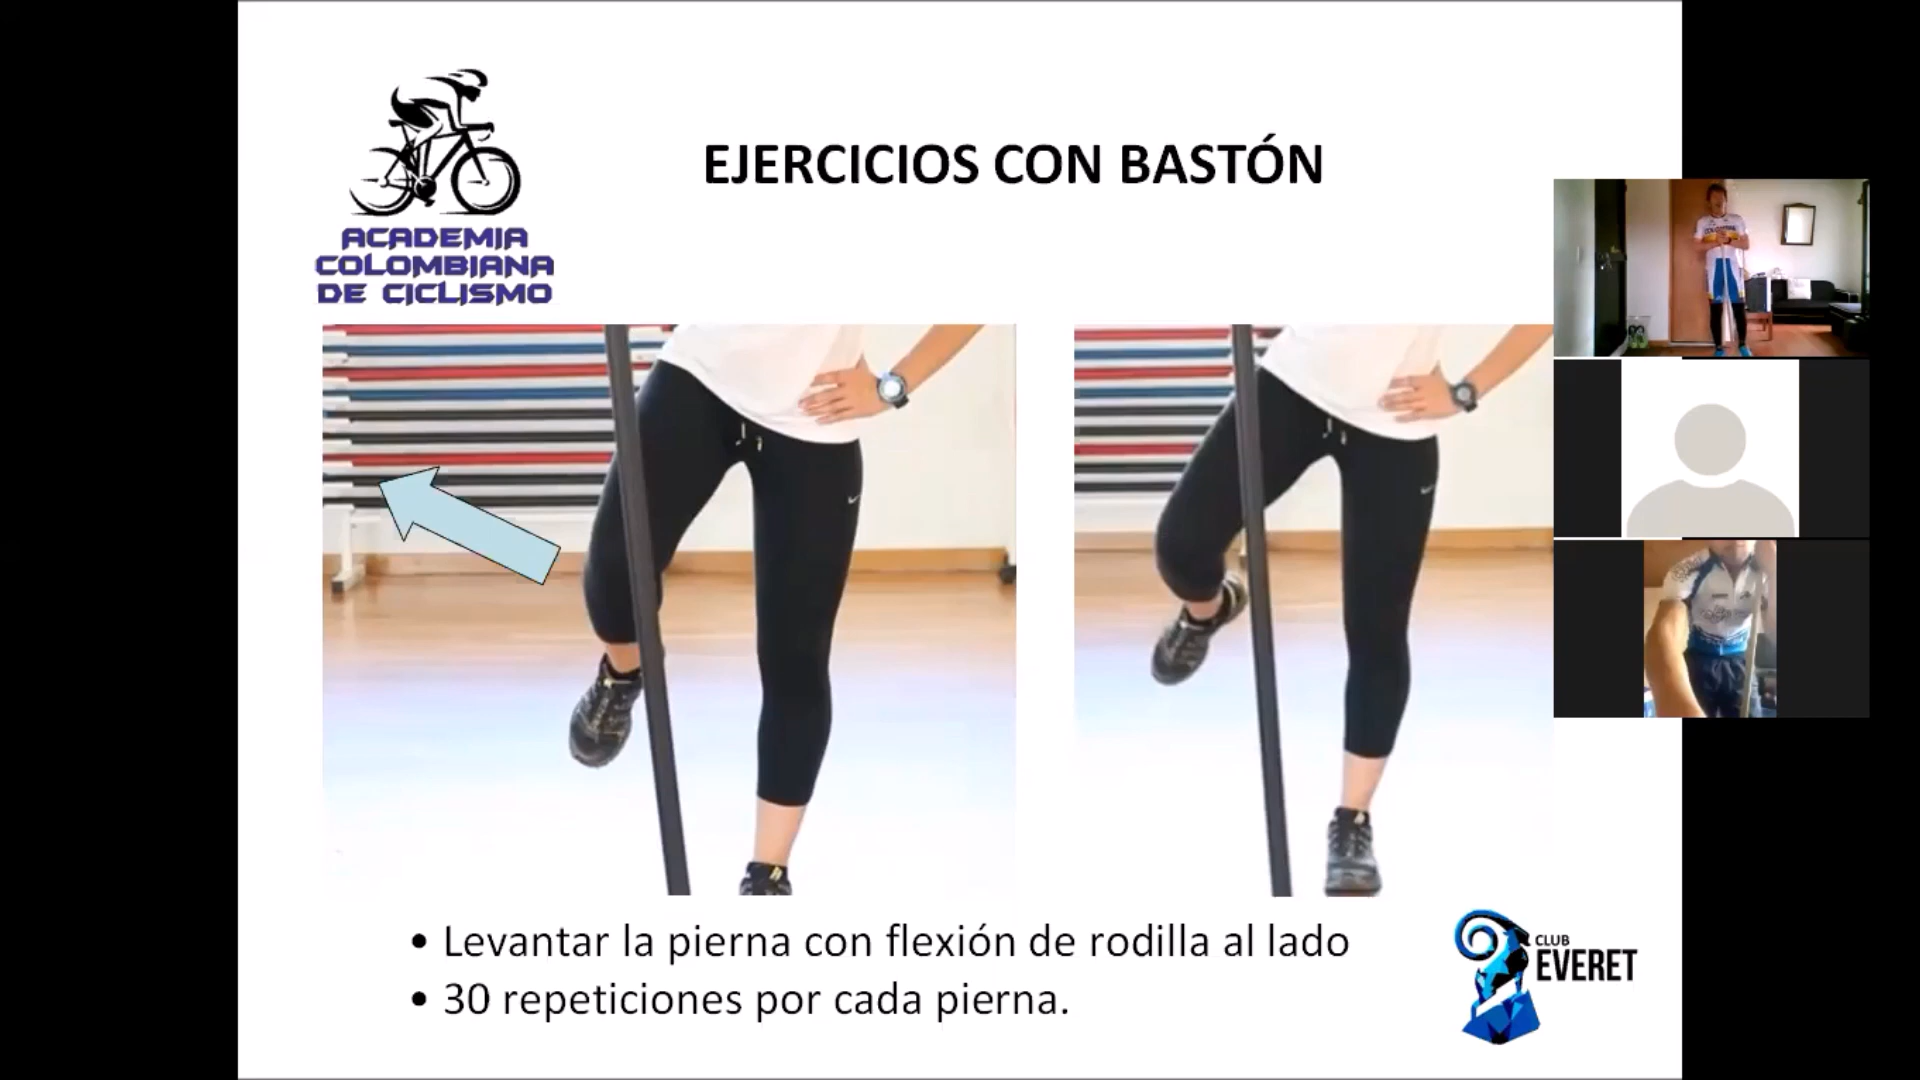 EJERCICIOS CON BASTÓN
ACADEMIA
COLOMBIANA
DE CICLISMO
• Levantar la pierna con flexión de rodilla al lado
• 30 repeticiones por cada pierna.
CLUB
EVERET